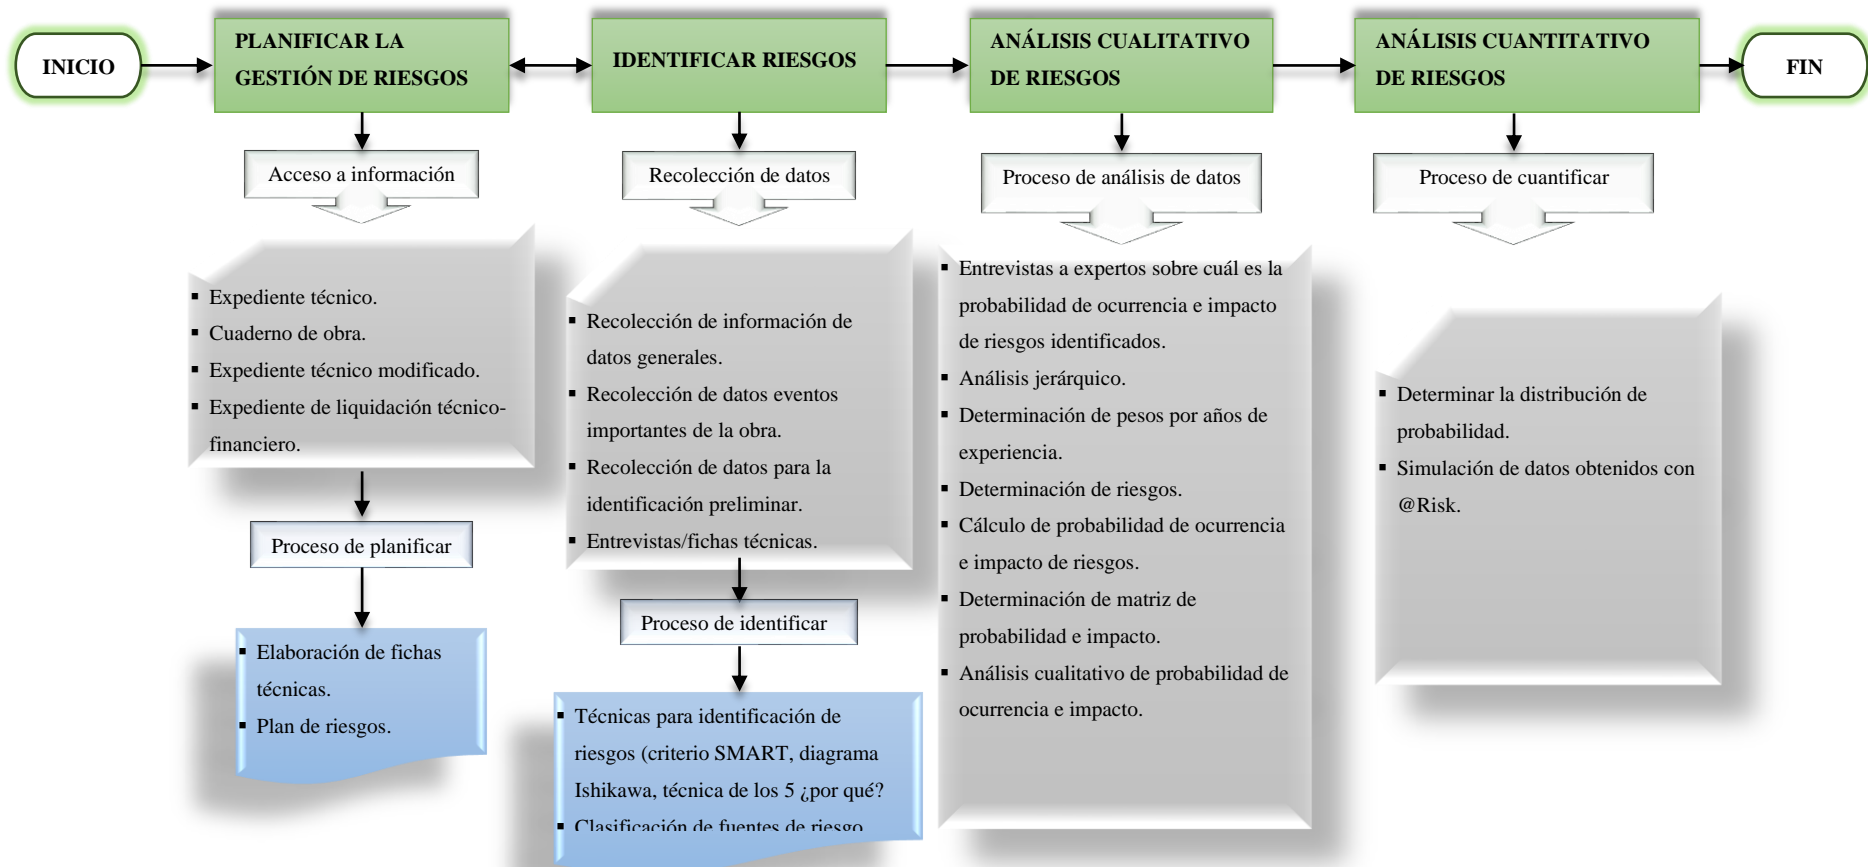 INICIO
PLANIFICAR LA
GESTIÓN DE RIESGOS
IDENTIFICAR RIESGOS
ANÁLISIS CUALITATIVO
DE RIESGOS
ANÁLISIS CUANTITATIVO
DE RIESGOS
FIN
Acceso a información
▪ Expediente técnico.
▪ Cuaderno de obra.
▪ Expediente técnico modificado.
▪ Expediente de liquidación técnico-
financiero.
Proceso de planificar
▪ Elaboración de fichas
técnicas.
▪ Plan de riesgos.
Recolección de datos
▪ Recolección de información de
datos generales.
▪ Recolección de datos eventos
importantes de la obra.
▪ Recolección de datos para la
identificación preliminar.
▪ Entrevistas/fichas técnicas.
Proceso de identificar
▪ Técnicas para identificación de
riesgos (criterio SMART, diagrama
Ishikawa, técnica de los 5 ¿por qué?
▪ Clasificación de fuentes de riesgo
Proceso de análisis de datos
▪ Entrevistas a expertos sobre cuál es la
probabilidad de ocurrencia e impacto
de riesgos identificados.
▪ Análisis jerárquico.
▪ Determinación de pesos por años de
experiencia.
▪ Determinación de riesgos.
▪ Cálculo de probabilidad de ocurrencia
e impacto de riesgos.
▪ Determinación de matriz de
probabilidad e impacto.
▪ Análisis cualitativo de probabilidad de
ocurrencia e impacto.
Proceso de cuantificar
▪ Determinar la distribución de
probabilidad.
▪ Simulación de datos obtenidos con
@Risk.